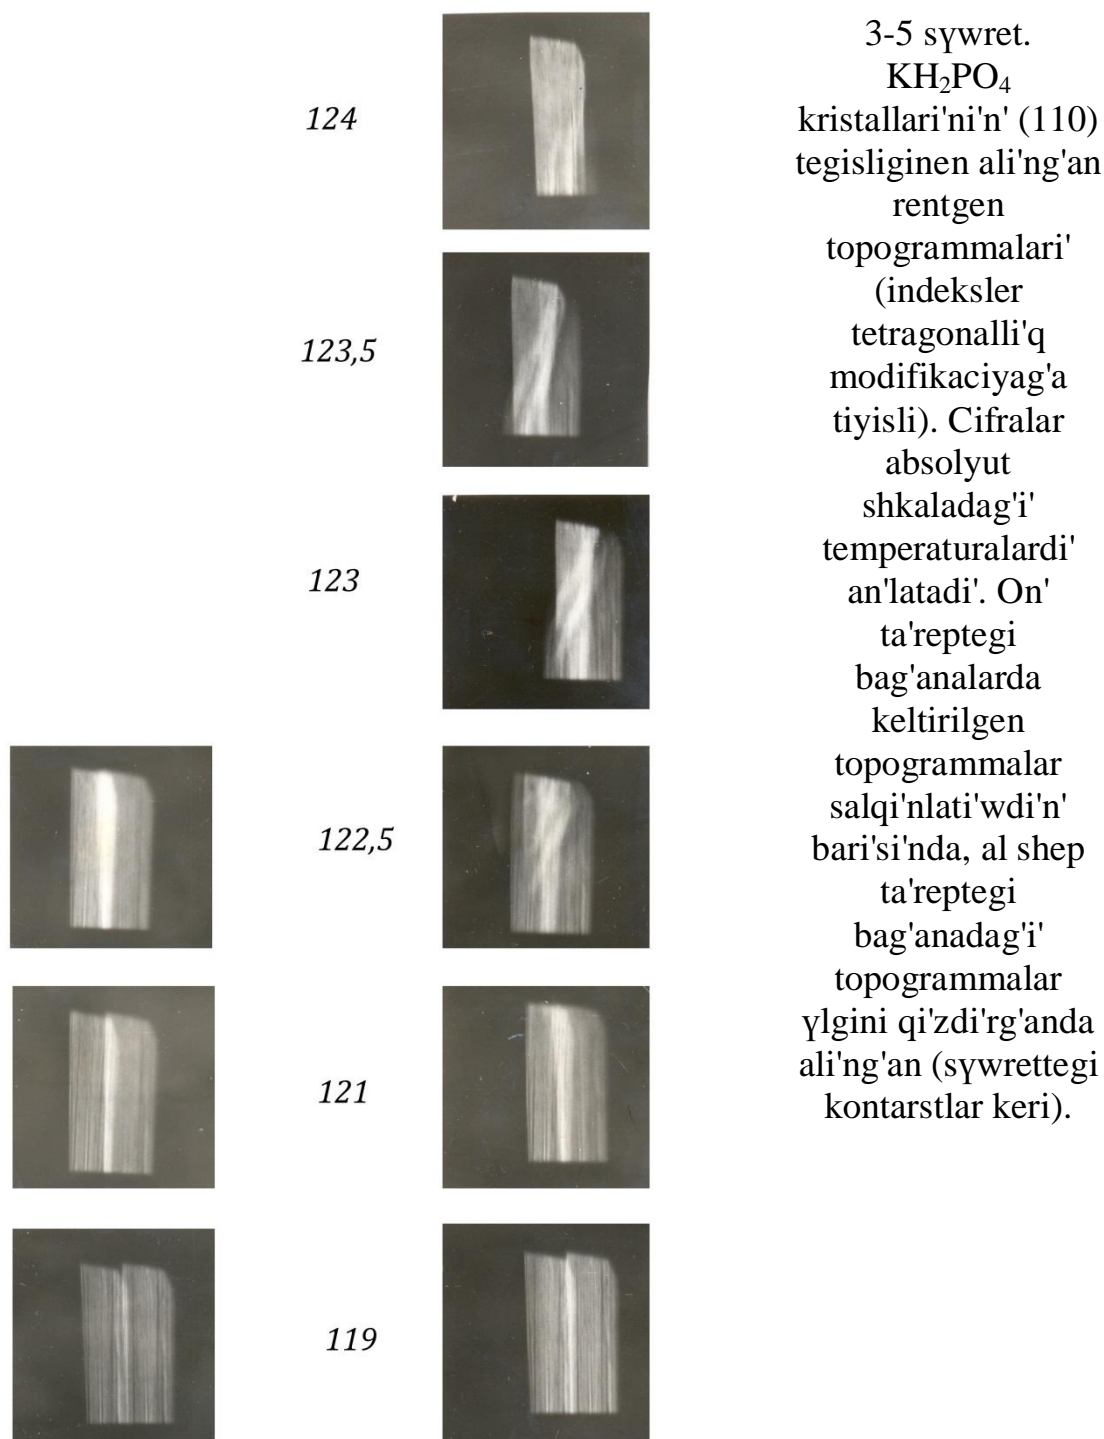 124
123,5
123
122,5
121
119
3-5 sүwret.
KH₂PO₄
kristallari'ni'n' (110)
tegisliginen ali'ng'an
rentgen
topogrammalari'
(indeksler
tetragonalli'q
modifikaciyag'a
tiyisli). Cifralar
absolyut
shkaladag'i'
temperaturalardi'
an'latadi'. On'
ta'reptegi
bag'analarda
keltirilgen
topogrammalar
salqi'nlati'wdi'n'
bari'si'nda, al shep
ta'reptegi
bag'anadag'i'
topogrammalar
үlgini qi'zdi'rg'anda
ali'ng'an (sүwrettegi
kontarstlar keri).